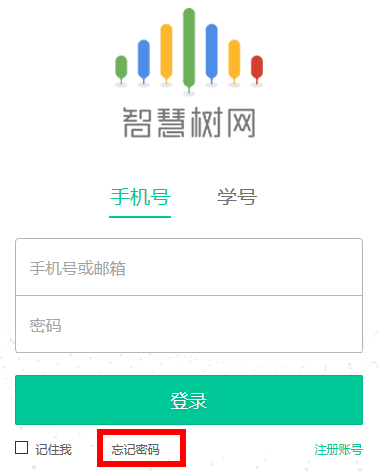 智慧树网
手机号 学号
手机号或邮箱
密码
登录
记住我 忘记密码 注册账号